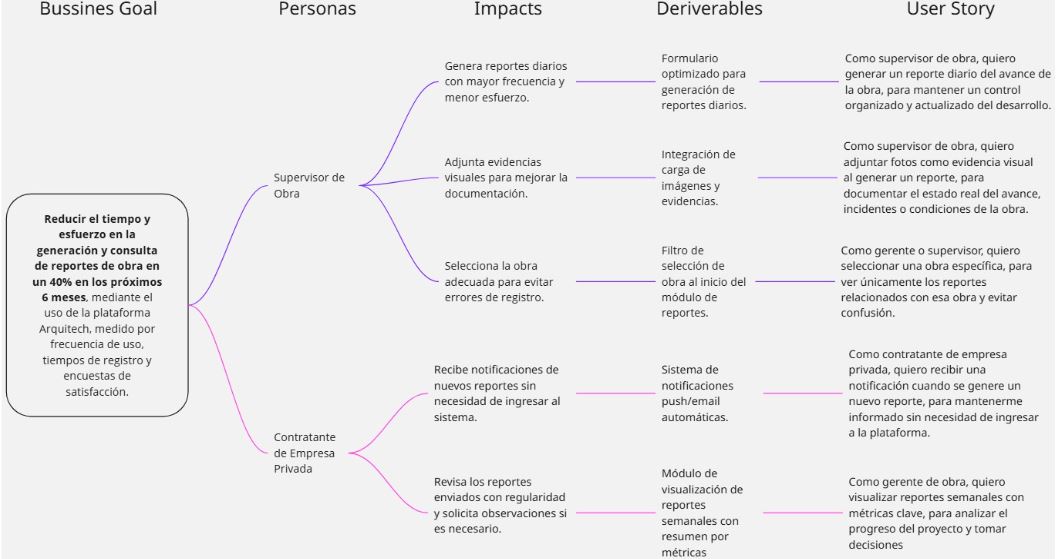 Bussines Goal
Personas
Impacts
Deriverables
User Story
Reducir el tiempo y
esfuerzo en la
generación y consulta
de reportes de obra en
un 40% en los próximos
6 meses, mediante el
uso de la plataforma
Arquitech, medido por
frecuencia de uso,
tiempos de registro y
encuestas de
satisfacción.
Supervisor de
Obra
Genera reportes diarios
con mayor frecuencia y
menor esfuerzo.
Formulario
optimizado para
generación de
reportes diarios.
Como supervisor de obra, quiero
generar un reporte diario del avance de
la obra, para mantener un control
organizado y actualizado del desarrollo.
Adjunta evidencias
visuales para mejorar la
documentación.
Integración de
carga de
imágenes y
evidencias.
Como supervisor de obra, quiero
adjuntar fotos como evidencia visual
al generar un reporte, para
documentar el estado real del avance,
incidentes o condiciones de la obra.
Selecciona la obra
adecuada para evitar
errores de registro.
Filtro de
selección de
obra al inicio del
módulo de
reportes.
Como gerente o supervisor, quiero
seleccionar una obra específica, para
ver únicamente los reportes
relacionados con esa obra y evitar
confusión.
Contratante
de Empresa
Privada
Recibe notificaciones de
nuevos reportes sin
necesidad de ingresar al
sistema.
Sistema de
notificaciones
push/email
automáticas.
Como contratante de empresa
privada, quiero recibir una
notificación cuando se genere un
nuevo reporte, para mantenerme
informado sin necesidad de ingresar
a la plataforma.
Revisa los reportes
enviados con regularidad
y solicita observaciones si
es necesario.
Módulo de
visualización de
reportes
semanales con
resumen por
métricas
Como gerente de obra, quiero
visualizar reportes semanales con
métricas clave, para analizar el
progreso del proyecto y tomar
decisiones